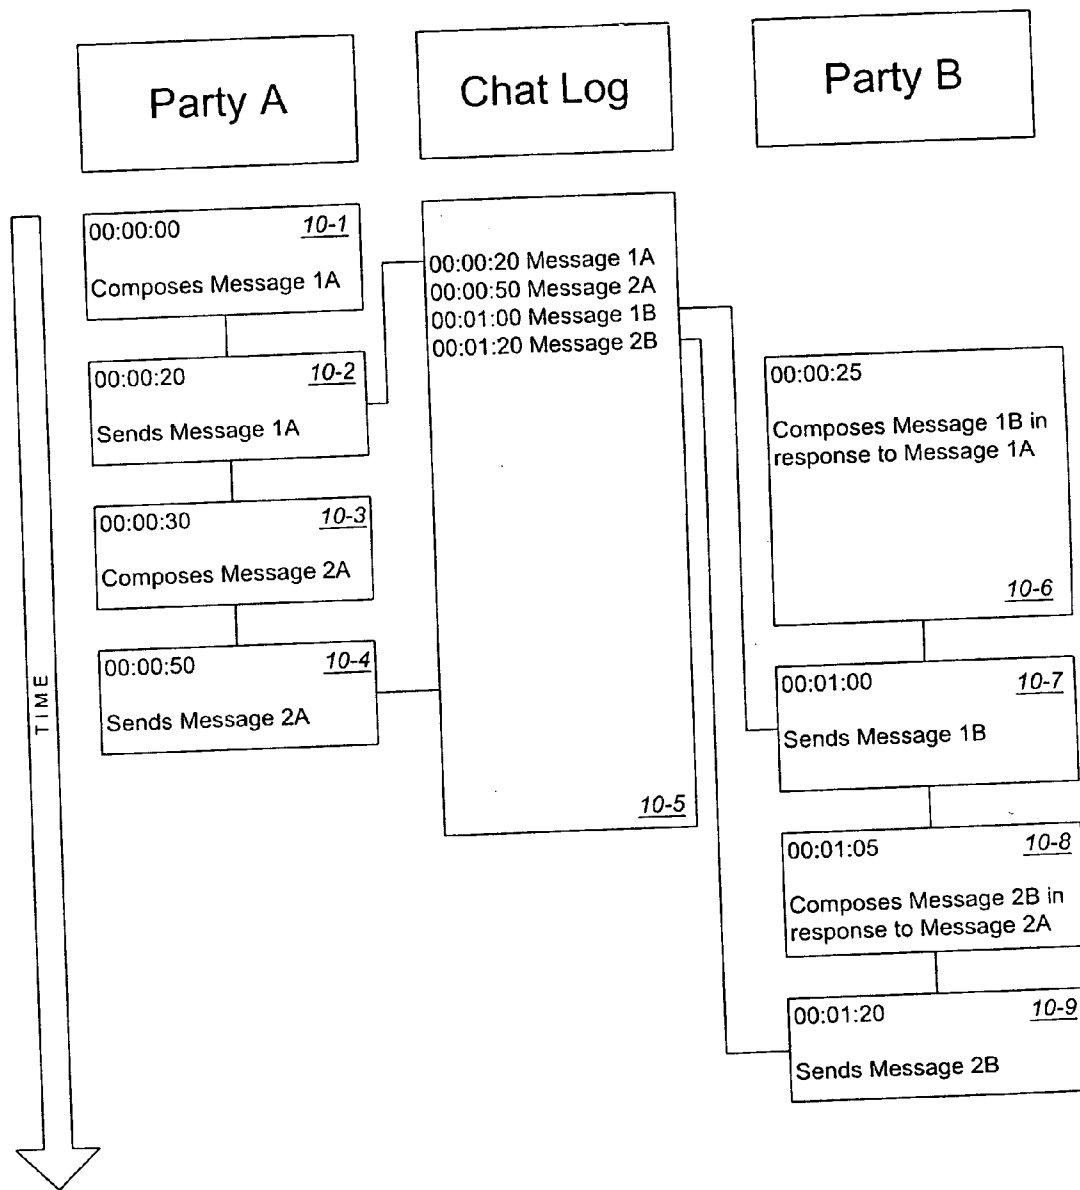 Party A
Chat Log
Party B
TIME
00:00:00 10-1
Composes Message 1A
00:00:20 10-2
Sends Message 1A
00:00:30 10-3
Composes Message 2A
00:00:50 10-4
Sends Message 2A
00:00:20 Message 1A
00:00:50 Message 2A
00:01:00 Message 1B
00:01:20 Message 2B
10-5
00:00:25
Composes Message 1B in
response to Message 1A
10-6
00:01:00 10-7
Sends Message 1B
00:01:05 10-8
Composes Message 2B in
response to Message 2A
00:01:20 10-9
Sends Message 2B